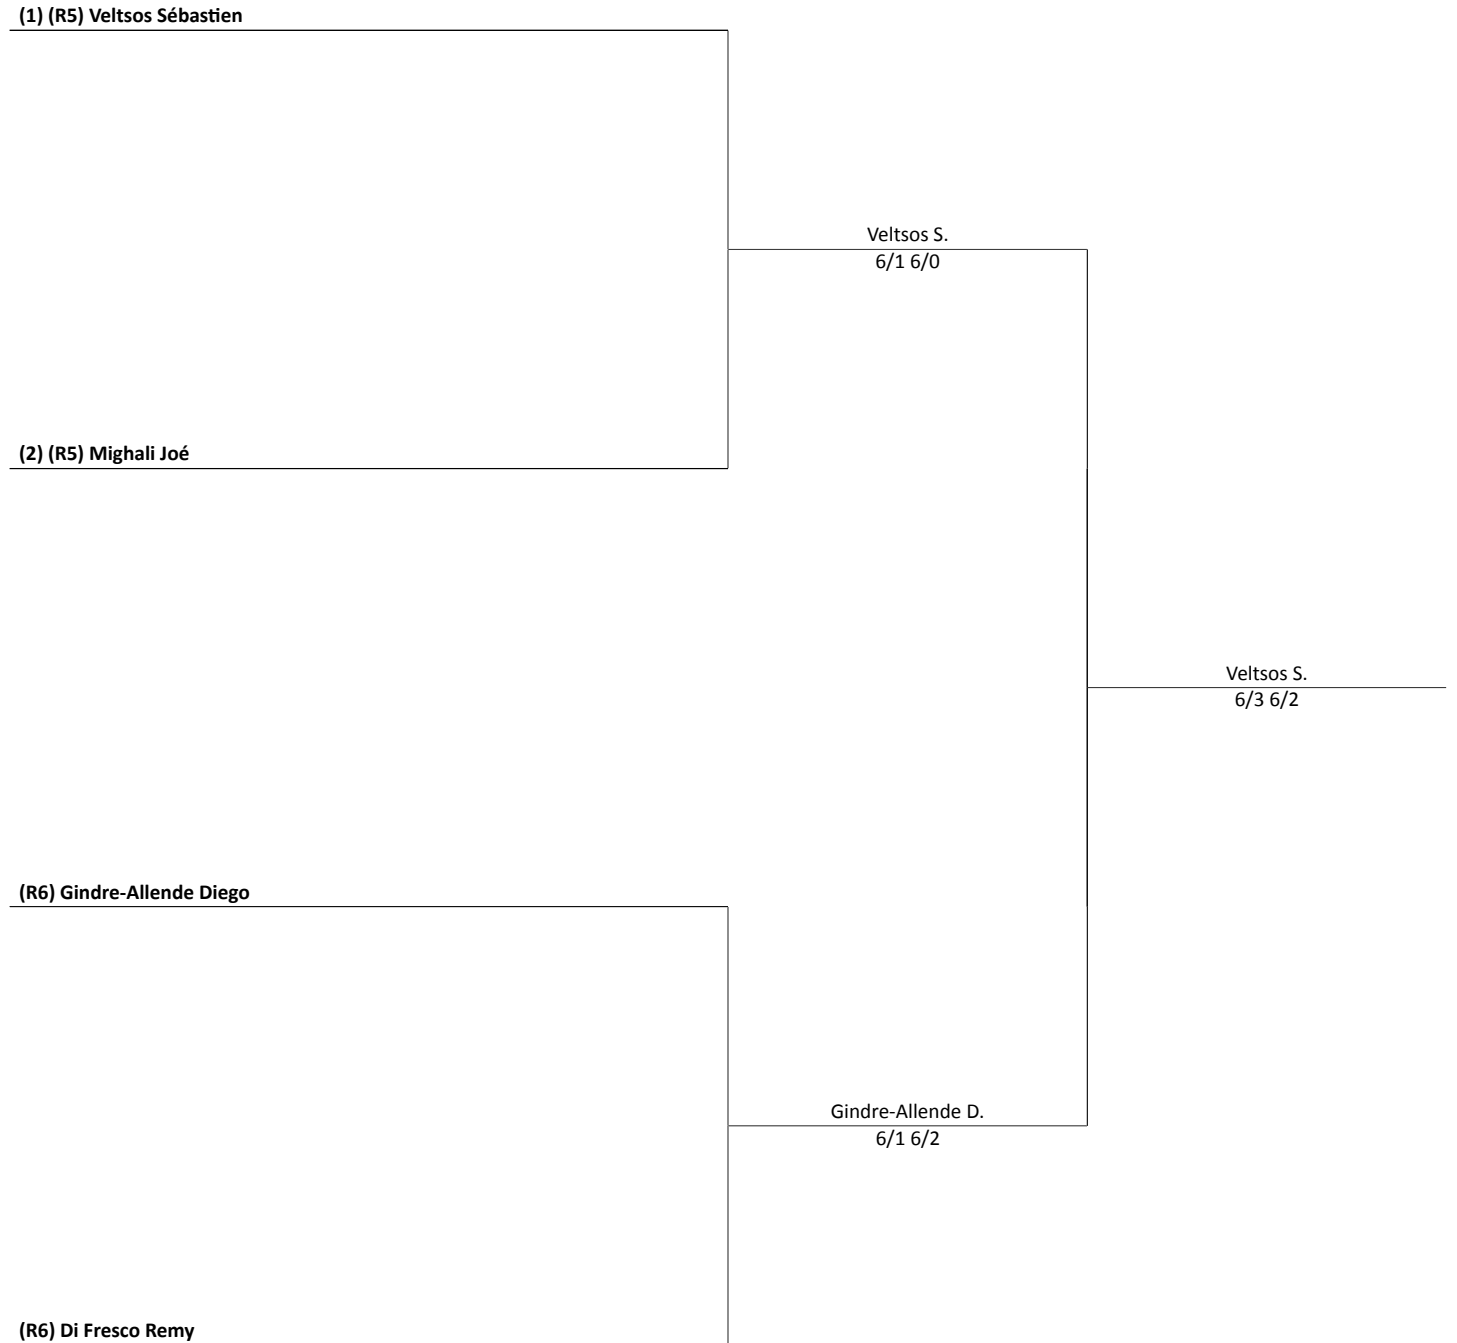 (1) (R5) Veltsos Sébastien
Veltsos S.
6/1 6/0
(2) (R5) Mighali Joé
Veltsos S.
6/3 6/2
(R6) Gindre-Allende Diego
Gindre-Allende D.
6/1 6/2
(R6) Di Fresco Remy